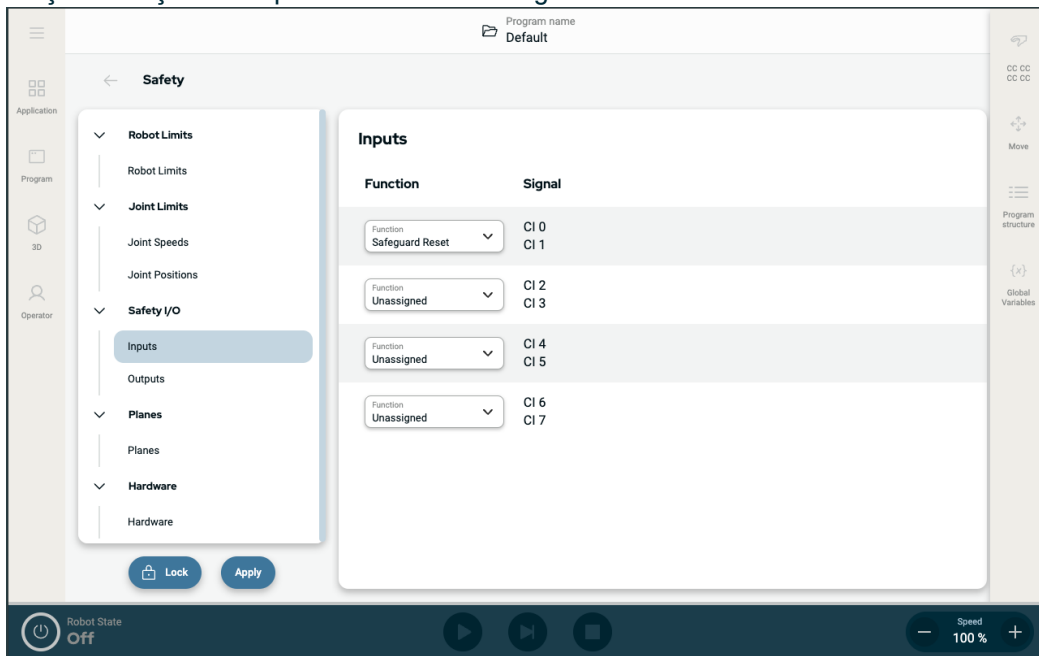 Program name
Default
Application
Program
3D
Operator
Safety
Robot Limits
Robot Limits
Joint Limits
Joint Speeds
Joint Positions
Safety I/O
Inputs
Outputs
Planes
Planes
Hardware
Hardware
Lock
Apply
Inputs
Function Signal
Function
Safeguard Reset
CI 0
CI 1
Function
Unassigned
CI 2
CI 3
Function
Unassigned
CI 4
CI 5
Function
Unassigned
CI 6
CI 7
CC CC
CC CC
Move
Program
structure
{x}
Global
Variables
Robot State
Off
Speed
100 %